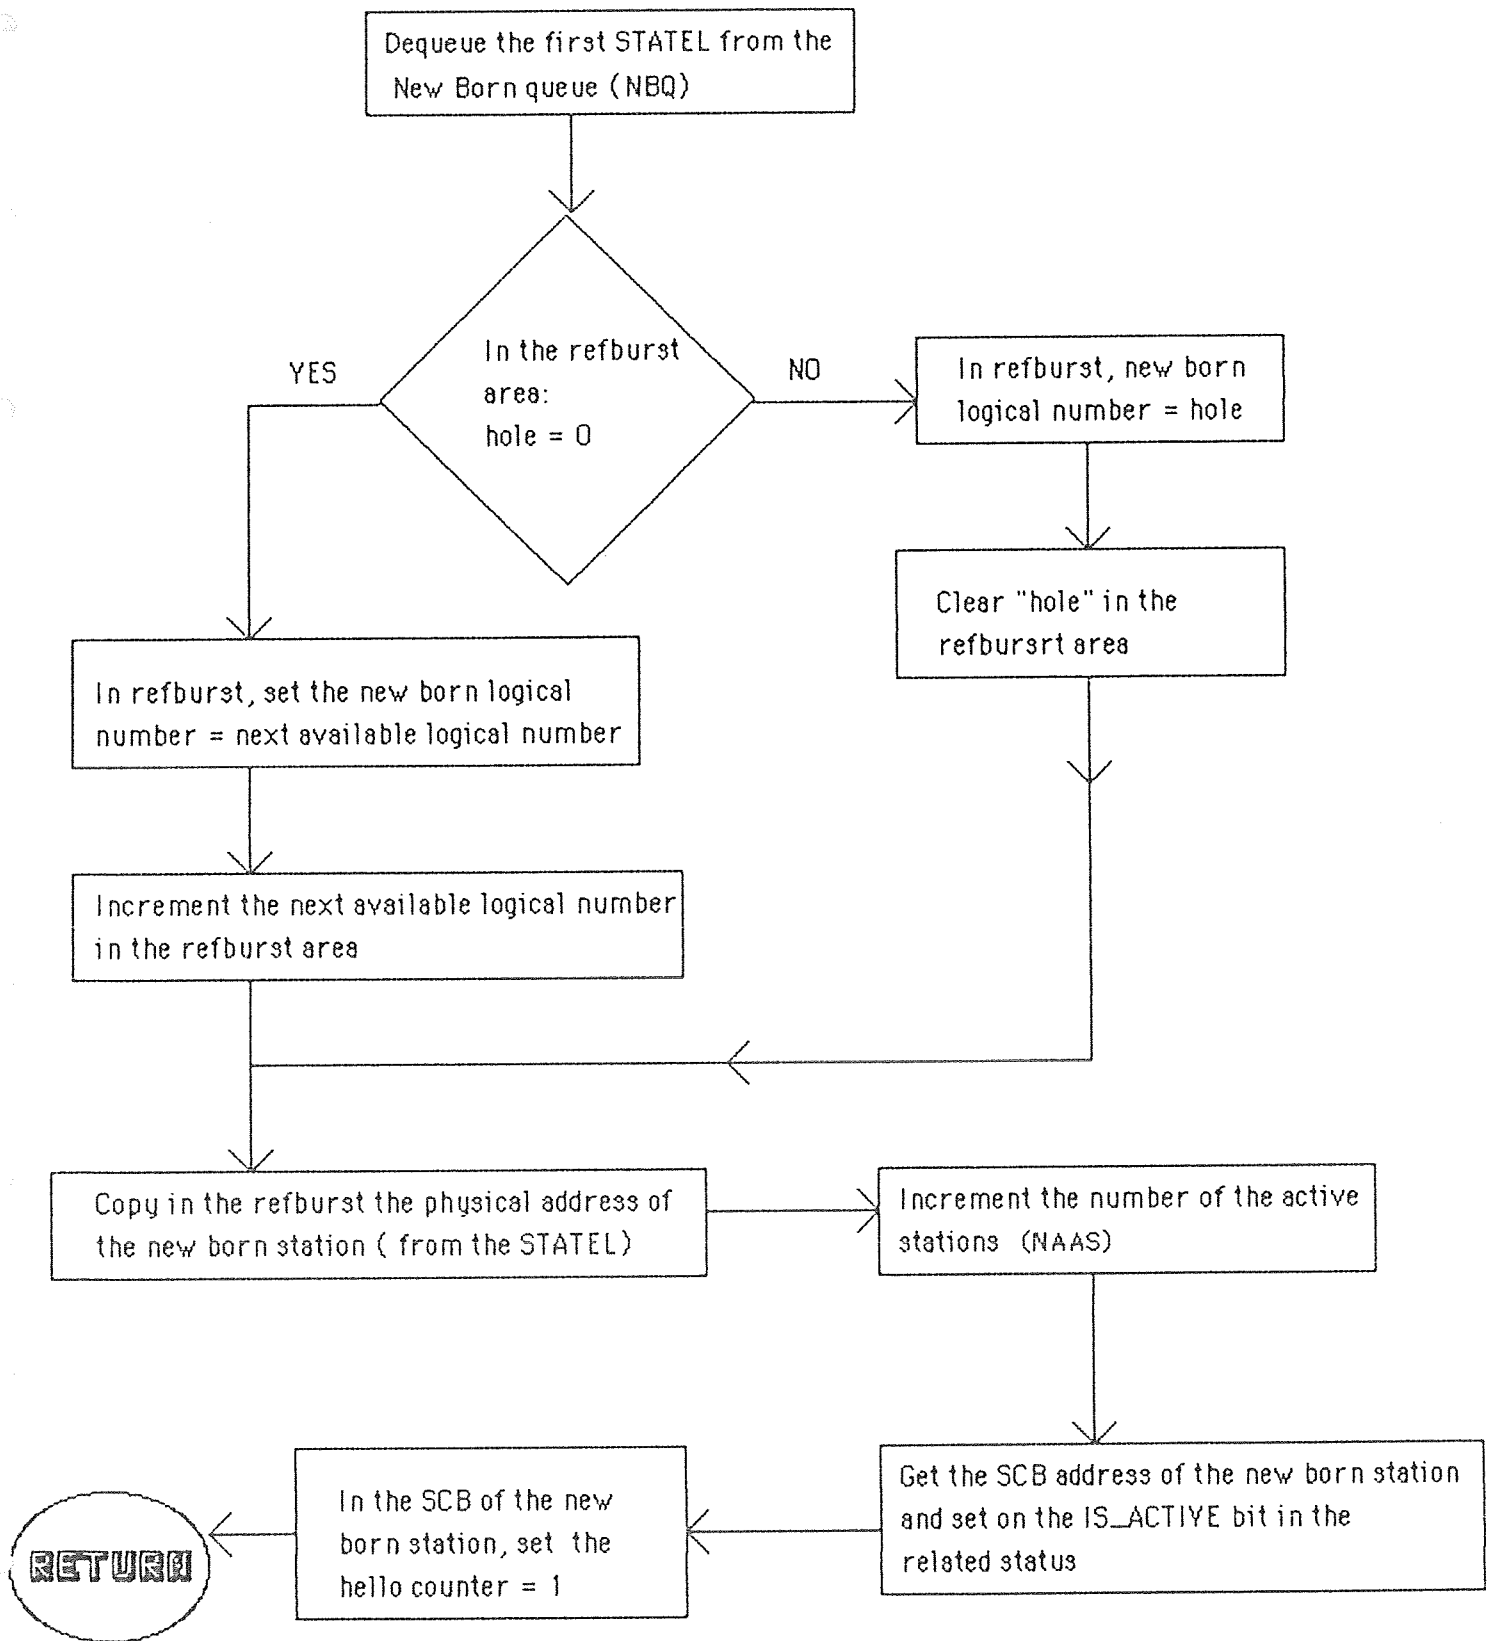 Dequeue the first STATEL from the
New Born queue (NBQ)
In the refburst
area:
hole = 0
YES
NO
In refburst, new born
logical number = hole
Clear "hole" in the
refbursrt area
In refburst, set the new born logical
number = next available logical number
Increment the next available logical number
in the refburst area
Copy in the refburst the physical address of
the new born station ( from the STATEL)
Increment the number of the active
stations (NAAS)
Get the SCB address of the new born station
and set on the IS_ACTIVE bit in the
related status
In the SCB of the new
born station, set the
hello counter = 1
RETURN